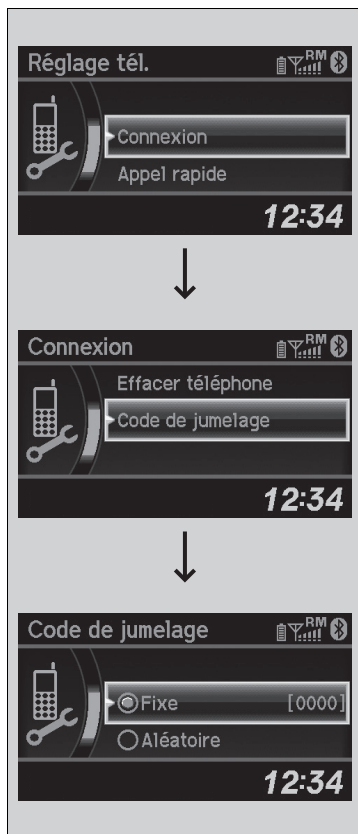 Réglage tél. RM
Connexion
Appel rapide
12:34
Connexion RM
Effacer téléphone
Code de jumelage
12:34
Code de jumelage RM
Fixe [0000]
Aléatoire
12:34